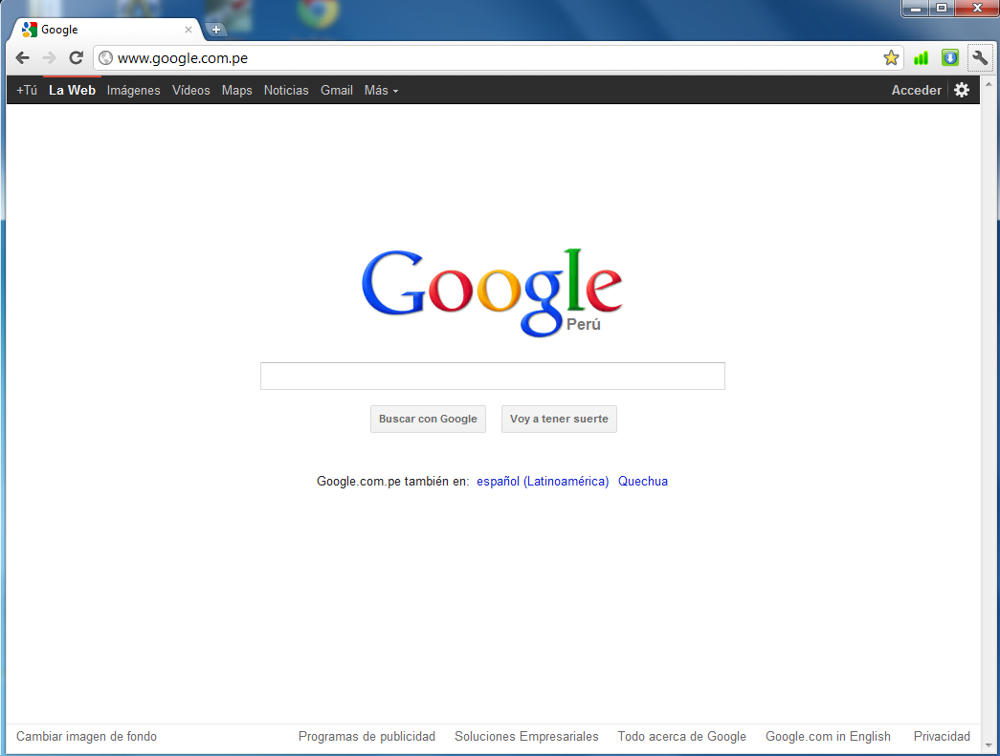 Google
www.google.com.pe
+Tú La Web Imágenes Vídeos Maps Noticias Gmail Más Acceder
Google
Perú
Buscar con Google Voy a tener suerte
Google.com.pe también en: español (Latinoamérica) Quechua
Cambiar imagen de fondo Programas de publicidad Soluciones Empresariales Todo acerca de Google Google.com in English Privacidad